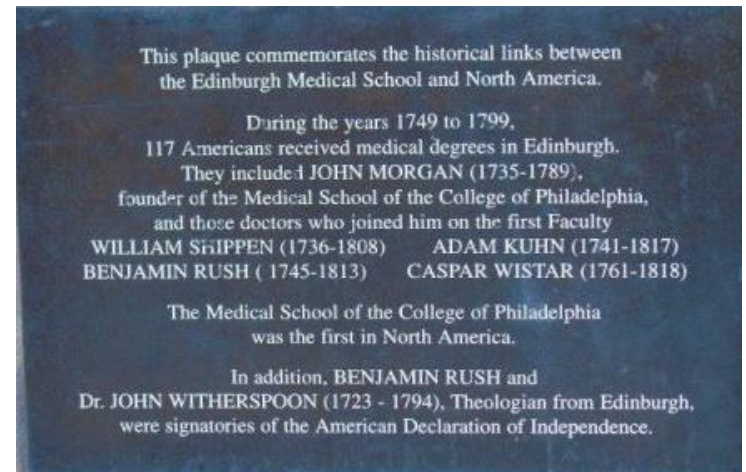 This plaque commemorates the historical links between
the Edinburgh Medical School and North America.
During the years 1749 to 1799,
117 Americans received medical degrees in Edinburgh.
They included JOHN MORGAN (1735-1789),
founder of the Medical School of the College of Philadelphia,
and those doctors who joined him on the first Faculty
WILLIAM SHIPPEN (1736-1808) ADAM KUHN (1741-1817)
BENJAMIN RUSH ( 1745-1813) CASPAR WISTAR (1761-1818)
The Medical School of the College of Philadelphia
was the first in North America.
In addition, BENJAMIN RUSH and
Dr. JOHN WITHERSPOON (1723 - 1794), Theologian from Edinburgh,
were signatories of the American Declaration of Independence.